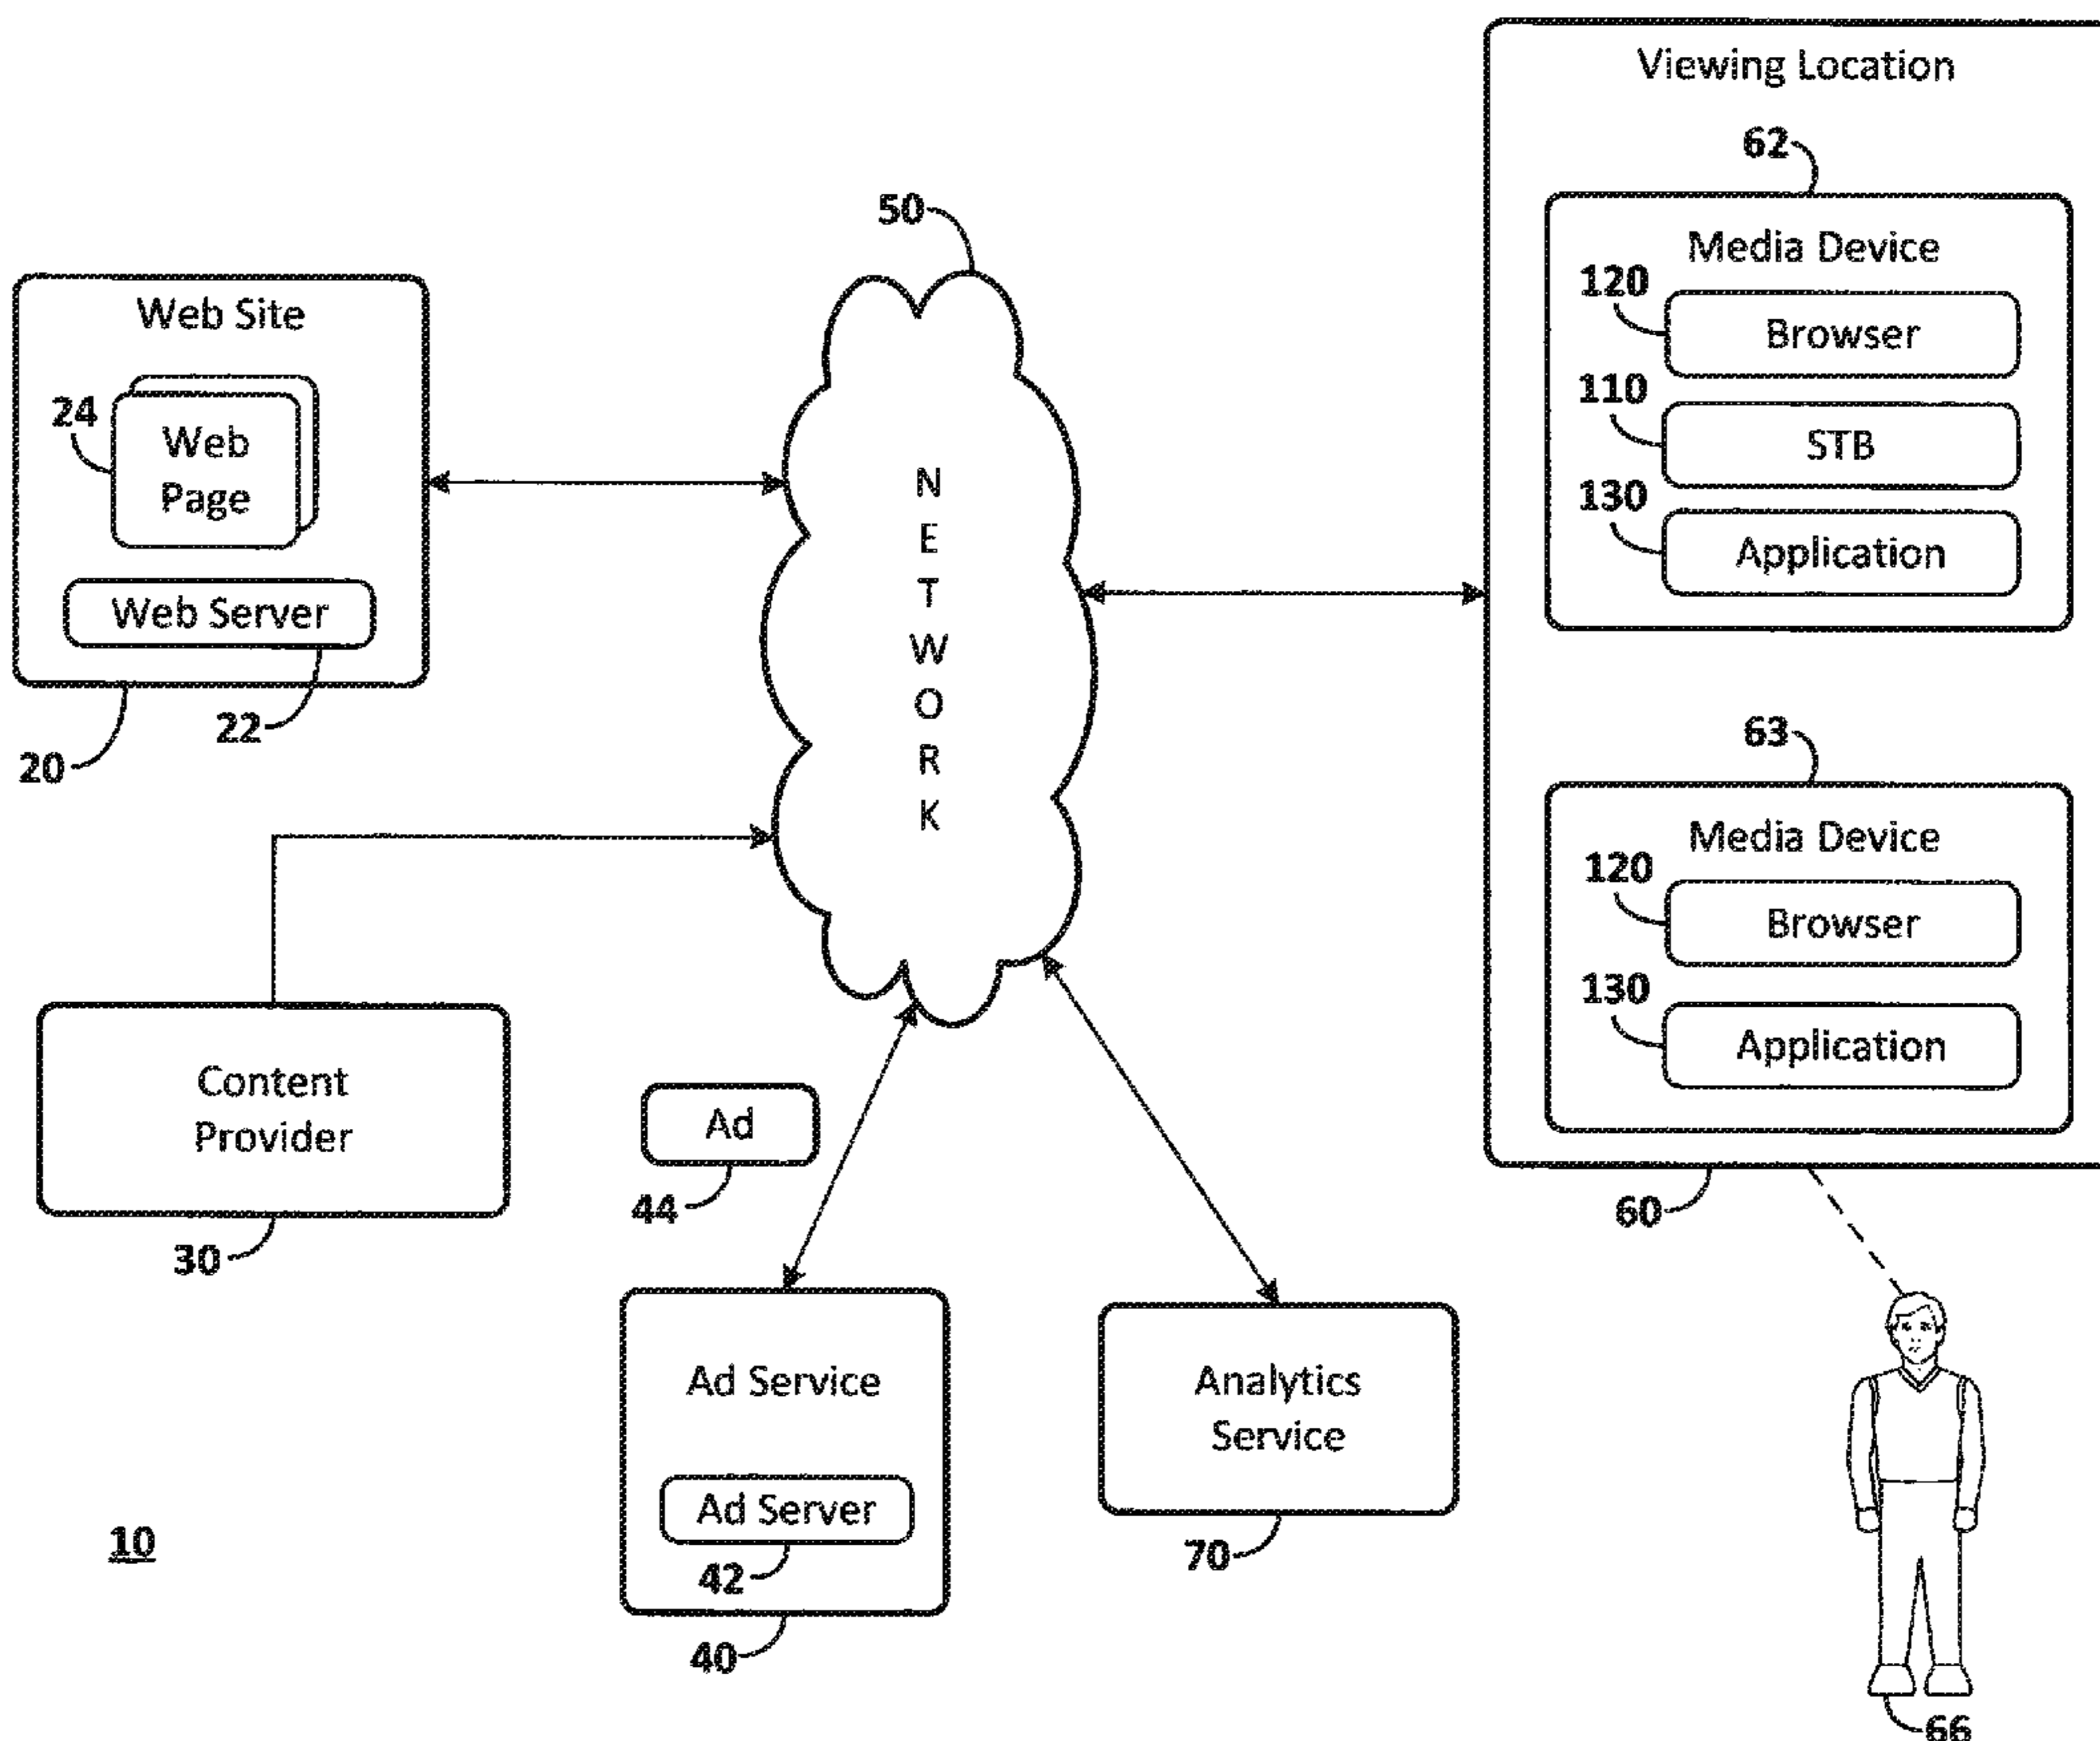 Viewing Location
62
50
Media Device
120
Browser
Web Site
110
STB
24
Web
Page
130
Application
Web Server
22
20
NETWORK
63
Media Device
120
Browser
130
Application
Content
Provider
30
Ad
44
60
Ad Service
Ad Server
42
40
Analytics
Service
70
10
66